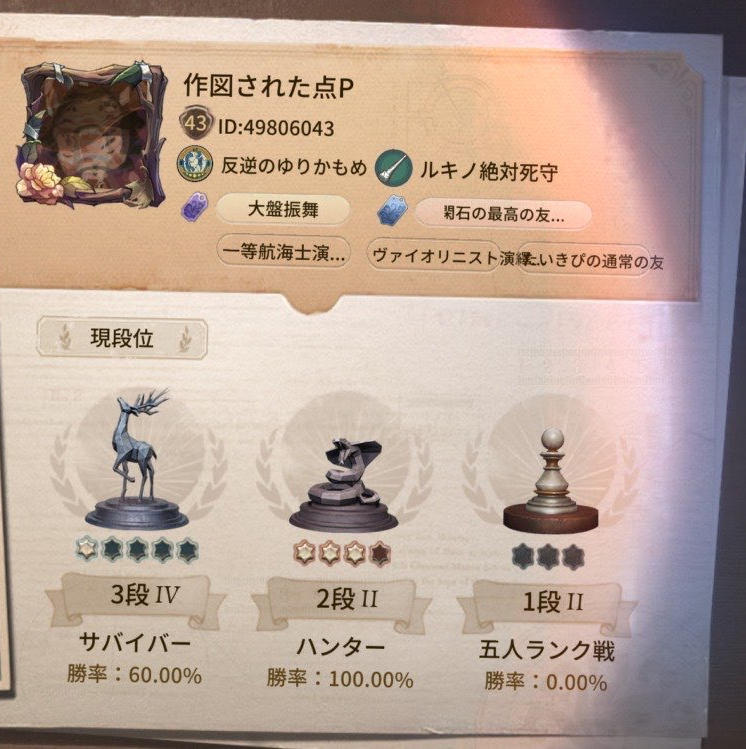 作図された点P
43 ID:49806043
反逆のゆりかもめ ルキノ絶対死守
大盤振舞 閑石の最高の友...
一等航海士演... ヴァイオリニスト演繹 たいきぴの通常の友
現段位
3段 IV 2段 II 1段 II
サバイバー ハンター 五人ランク戦
勝率：60.00% 勝率：100.00% 勝率：0.00%